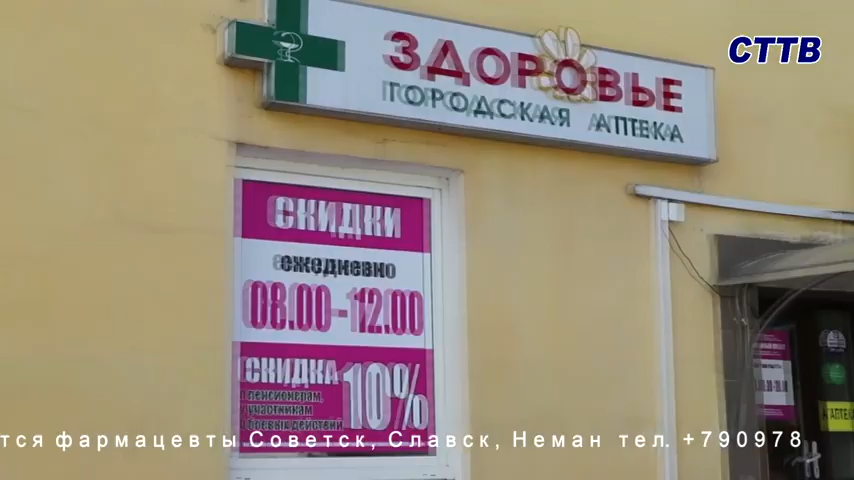 СТТВ
ЗДОРОВЬЕ
ГОРОДСКАЯ АПТЕКА
СКИДКИ
ежедневно
08.00-12.00
СКИДКА 10%
пенсионерам,
участникам
боевых действий
тся фармацевты Советск, Славск, Неман тел. +790978
АПТЕКА